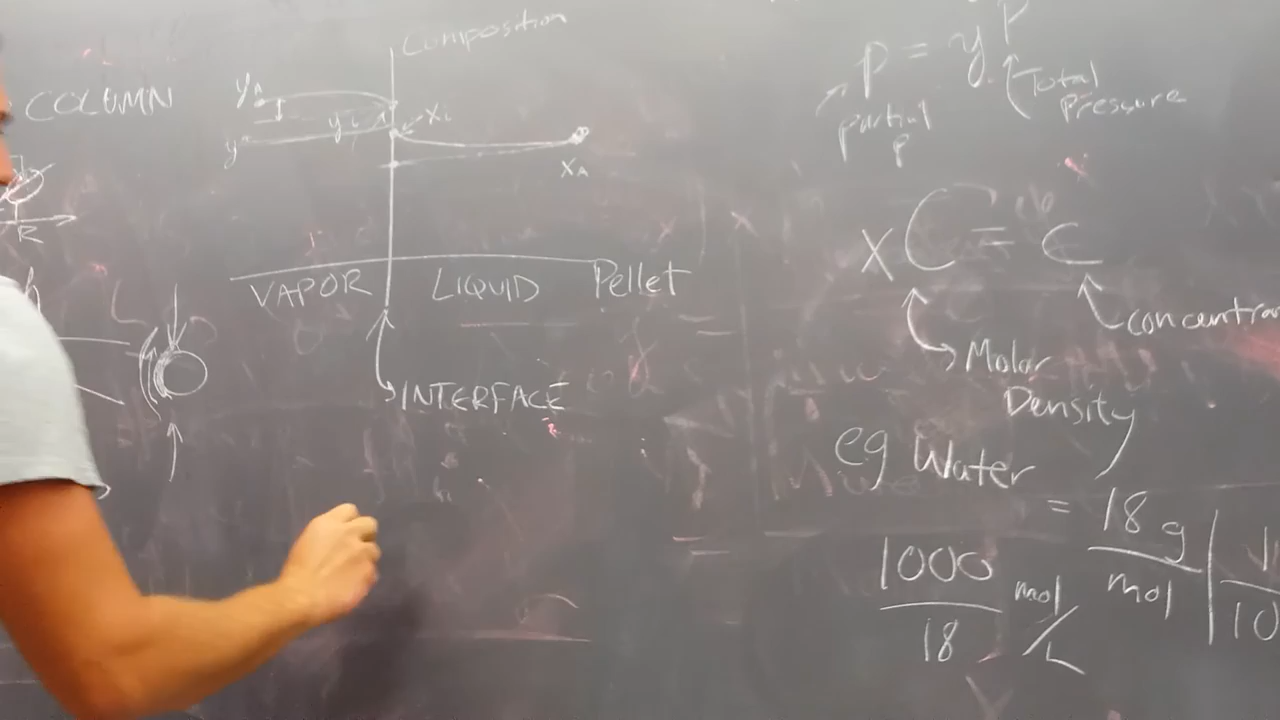 COLUMN
R
Composition
yA
y
yi
xi
xA
VAPOR
LIQUID
Pellet
INTERFACE
p = y P
partial
P
Total
Pressure
x C = c
Molar
Density
eg Water
= 18 g
mol
1000
18
mol
/
L
10